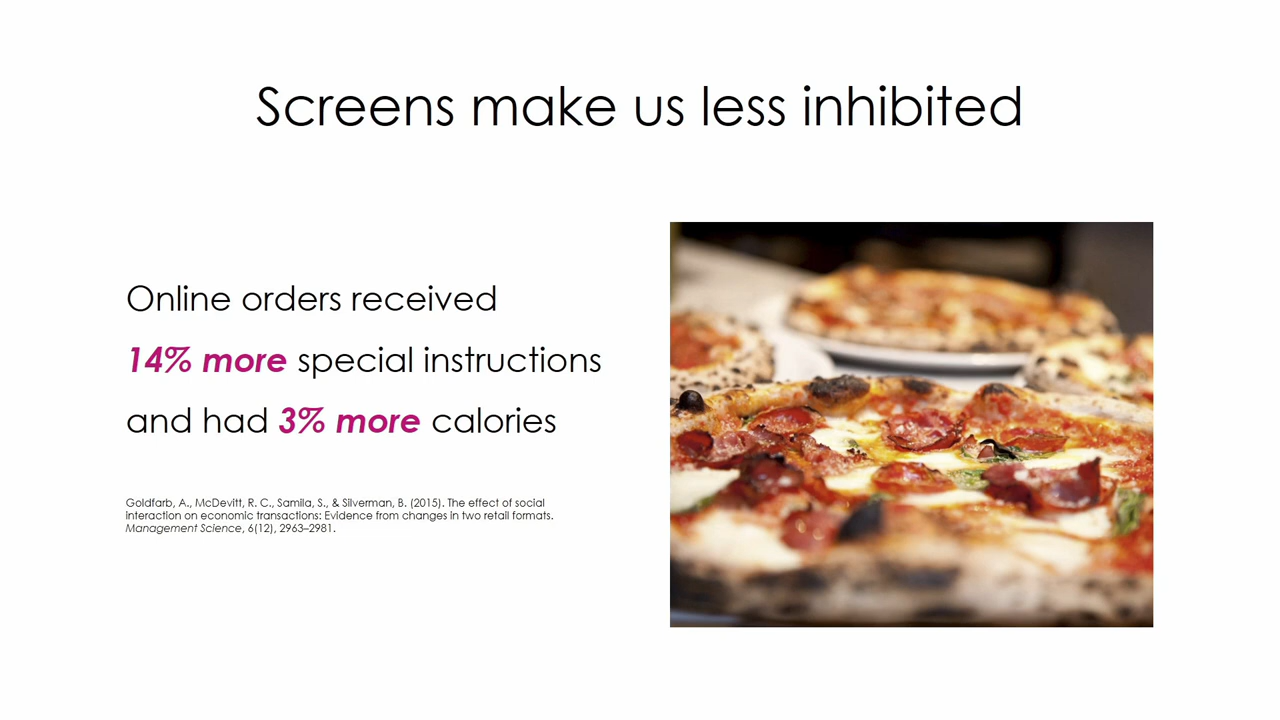 Screens make us less inhibited
Online orders received
14% more special instructions
and had 3% more calories
Goldfarb, A., McDevitt, R. C., Samila, S., & Silverman, B. (2015). The effect of social
interaction on economic transactions: Evidence from changes in two retail formats.
Management Science, 6(12), 2963–2981.